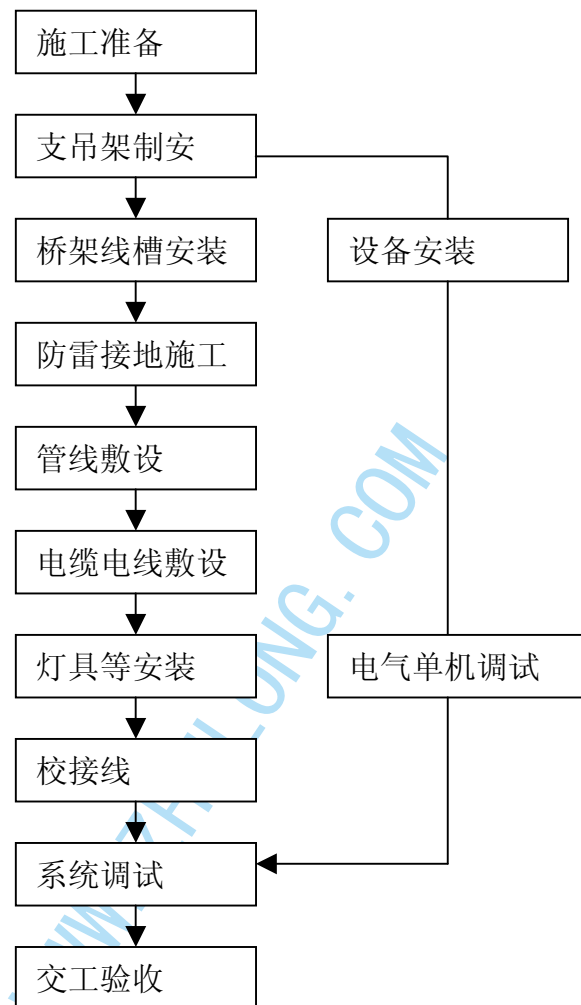 施工准备
支吊架制安
桥架线槽安装
设备安装
防雷接地施工
管线敷设
电缆电线敷设
灯具等安装
电气单机调试
校接线
系统调试
交工验收